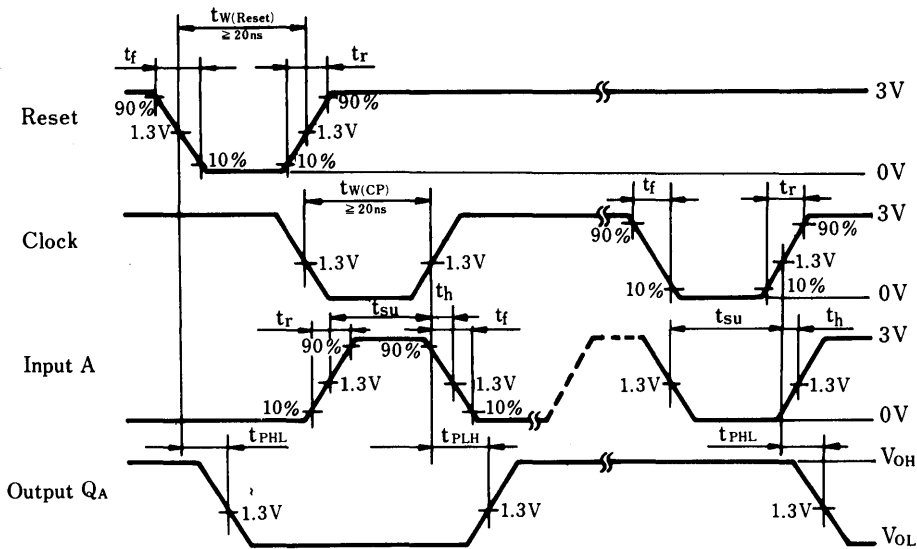 tW(Reset)
≧20ns
tf
tr
90%
90%
3V
Reset
1.3V
1.3V
10%
10%
0V
tW(CP)
≧20ns
tf
tr
3V
Clock
90%
90%
1.3V
1.3V
1.3V
10%
10%
0V
th
tsu
tr
tf
tsu
th
3V
90%
90%
Input A
1.3V
1.3V
1.3V
1.3V
10%
10%
0V
tPHL
tPLH
tPHL
VOH
Output QA
1.3V
1.3V
1.3V
VOL